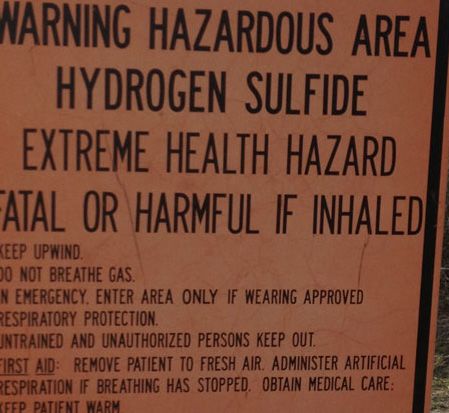 WARNING HAZARDOUS AREA
HYDROGEN SULFIDE
EXTREME HEALTH HAZARD
FATAL OR HARMFUL IF INHALED
KEEP UPWIND.
DO NOT BREATHE GAS.
IN EMERGENCY, ENTER AREA ONLY IF WEARING APPROVED
RESPIRATORY PROTECTION.
UNTRAINED AND UNAUTHORIZED PERSONS KEEP OUT.
FIRST AID: REMOVE PATIENT TO FRESH AIR. ADMINISTER ARTIFICIAL
RESPIRATION IF BREATHING HAS STOPPED. OBTAIN MEDICAL CARE:
KEEP PATIENT WARM